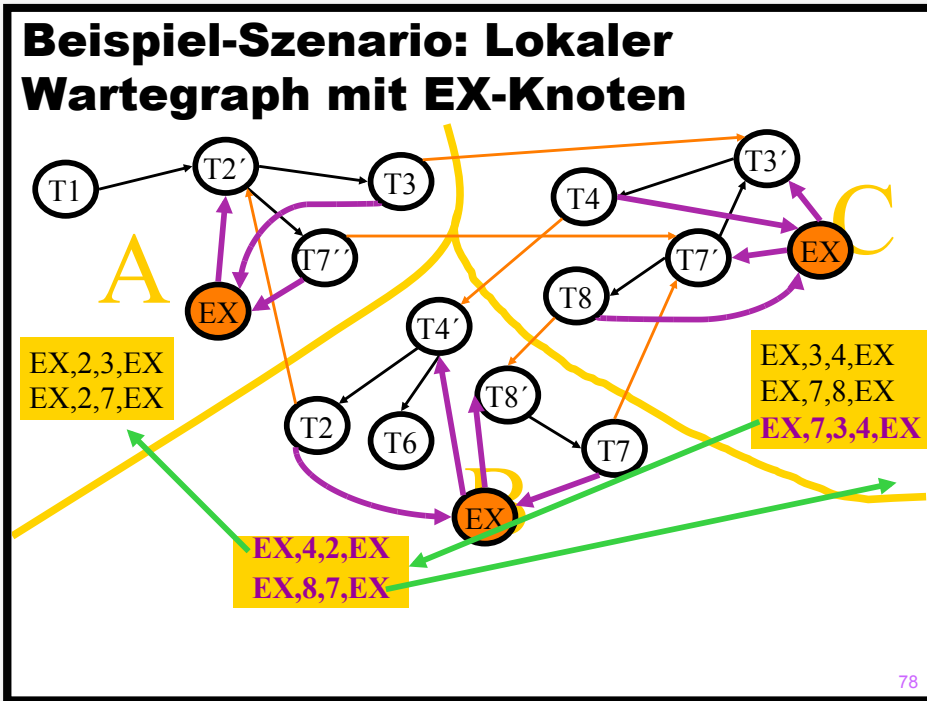 Beispiel-Szenario: Lokaler
Wartegraph mit EX-Knoten
T1
T2´
T3
T7´´
A
EX
EX,2,3,EX
EX,2,7,EX
T3´
T4
C
EX
T7´
T8
EX,3,4,EX
EX,7,8,EX
EX,7,3,4,EX
T4´
T8´
T2
T6
T7
B
EX
EX,4,2,EX
EX,8,7,EX
78